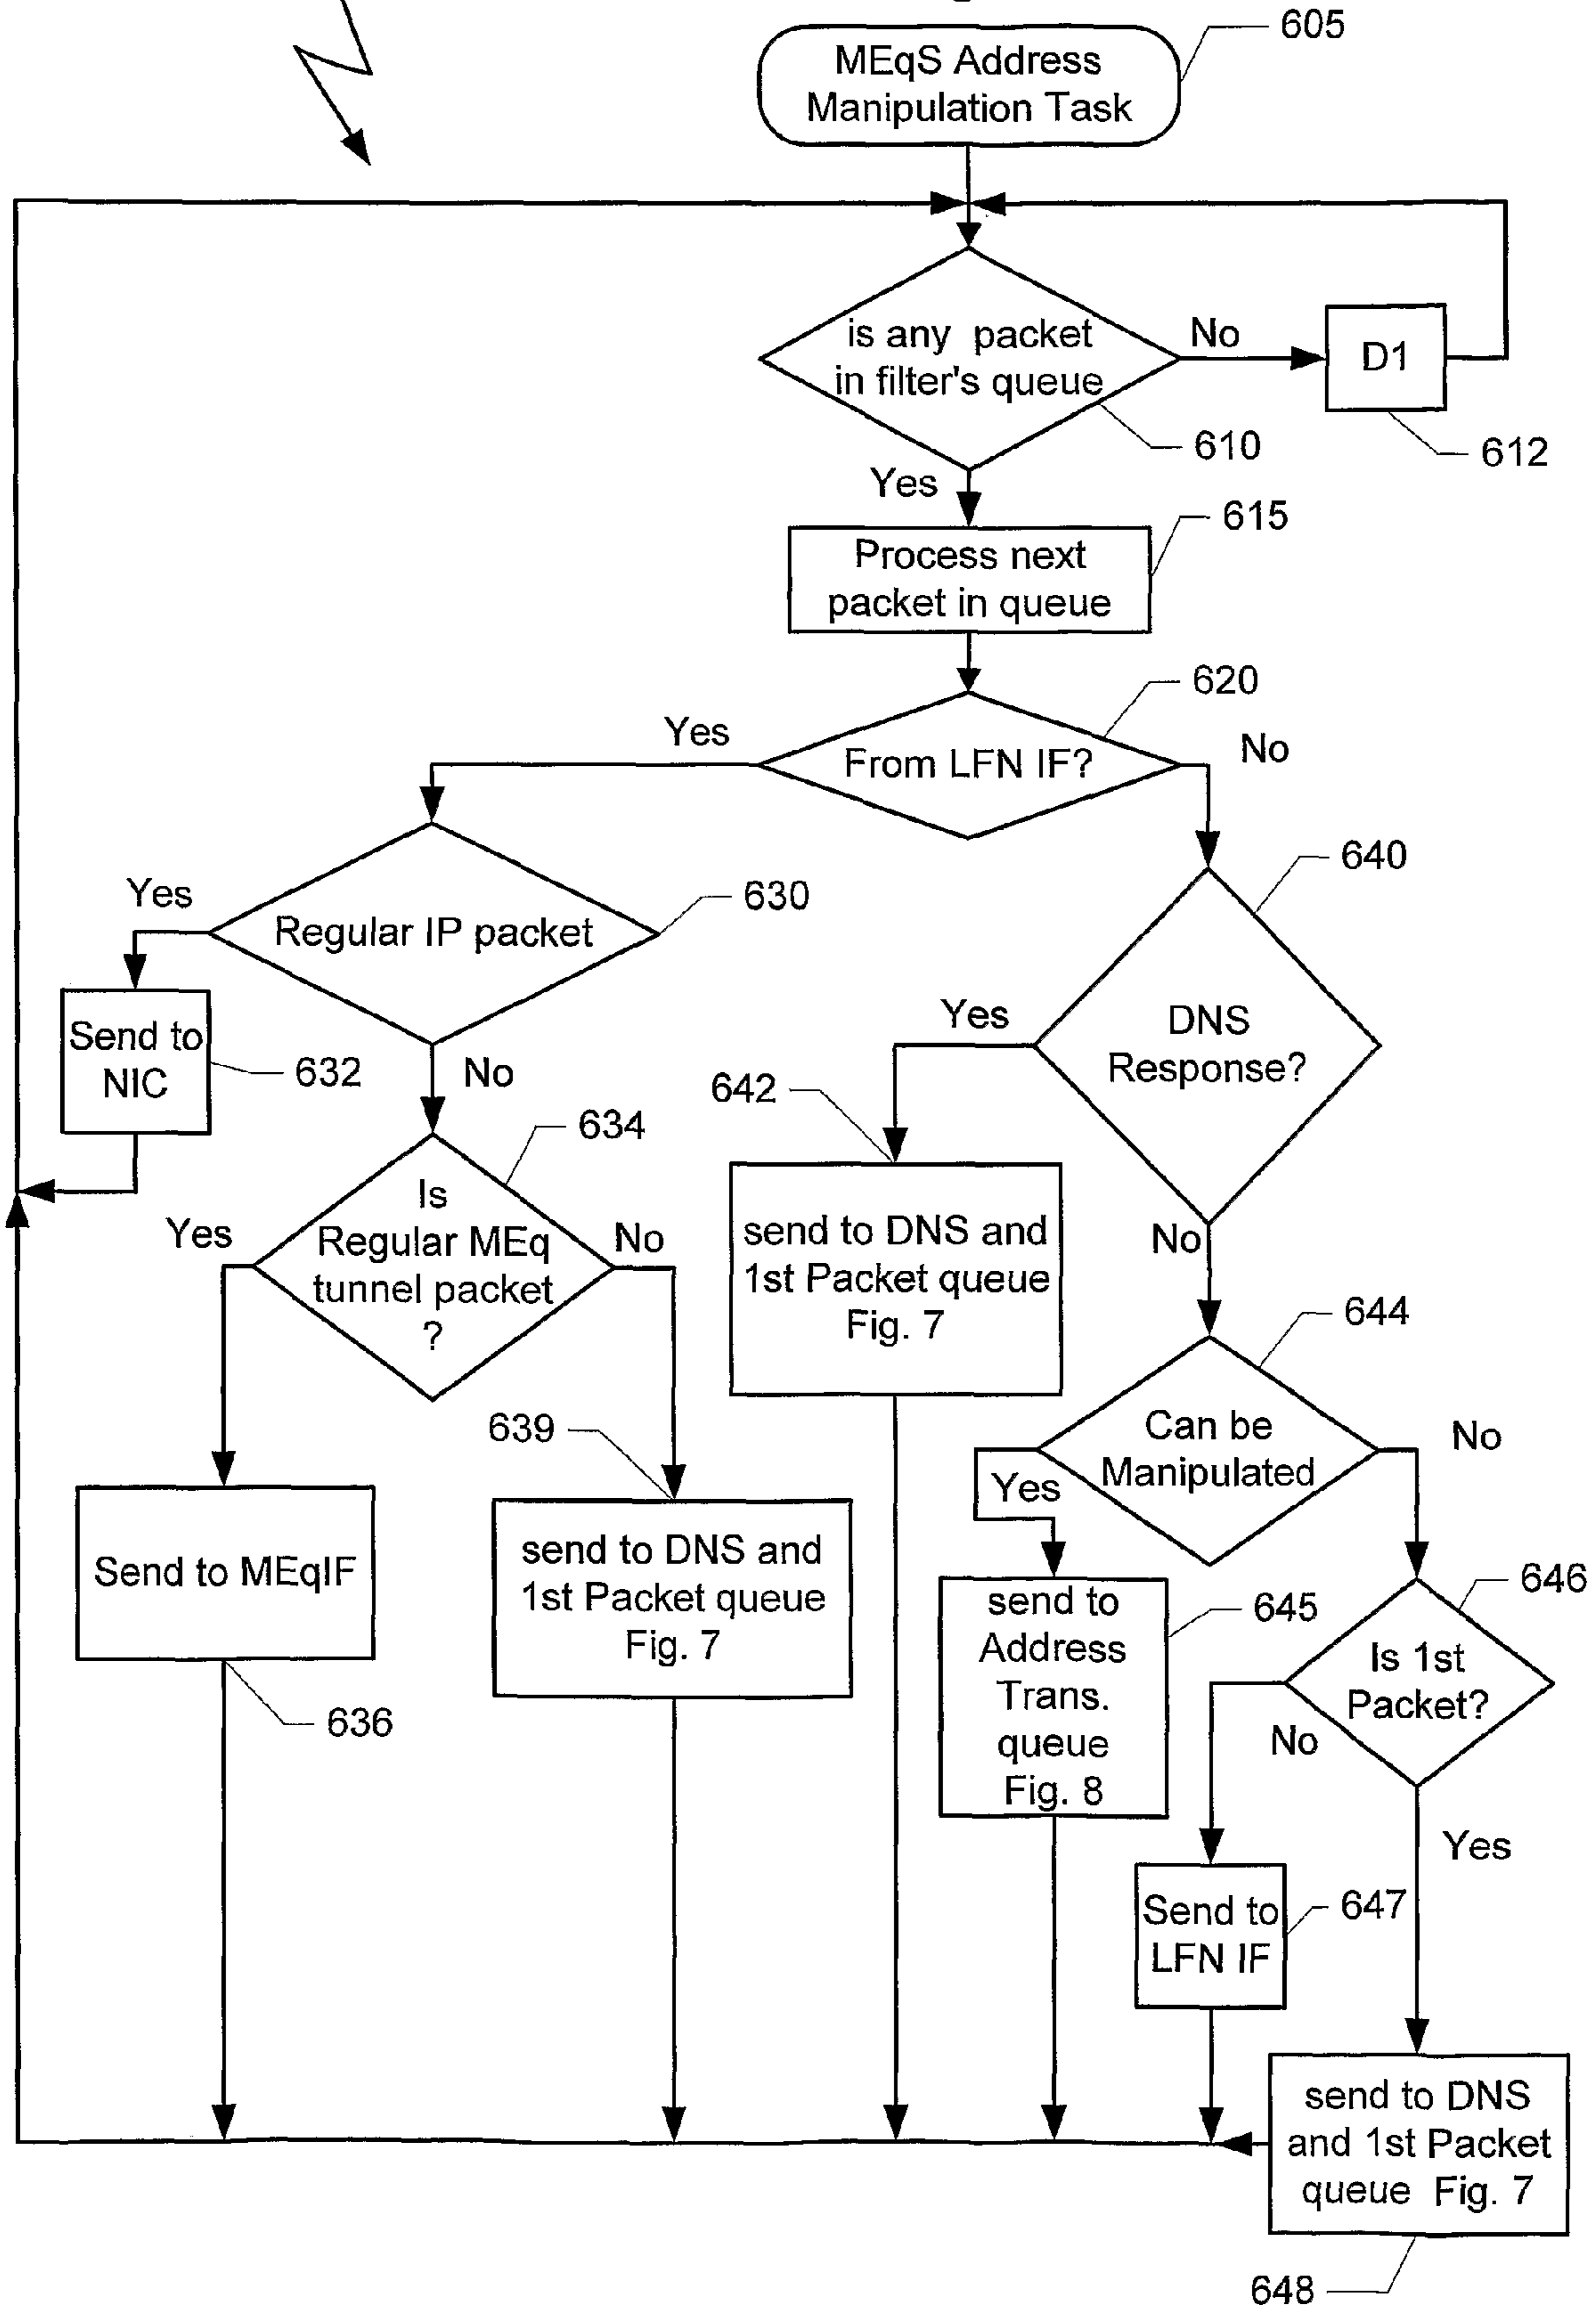 605
MEqS Address
Manipulation Task
is any packet
in filter's queue
No
D1
610
612
Yes
615
Process next
packet in queue
620
Yes
From LFN IF?
No
640
Yes
630
Regular IP packet
Send to
NIC
632
No
Yes
DNS
Response?
642
634
Is
Regular MEq
tunnel packet
?
Yes
No
send to DNS and
1st Packet queue
Fig. 7
No
644
Can be
Manipulated
No
Yes
639
Send to MEqIF
636
send to DNS and
1st Packet queue
Fig. 7
send to
Address
Trans.
queue
Fig. 8
645
646
Is 1st
Packet?
No
Yes
Send to
LFN IF
647
send to DNS
and 1st Packet
queue Fig. 7
648